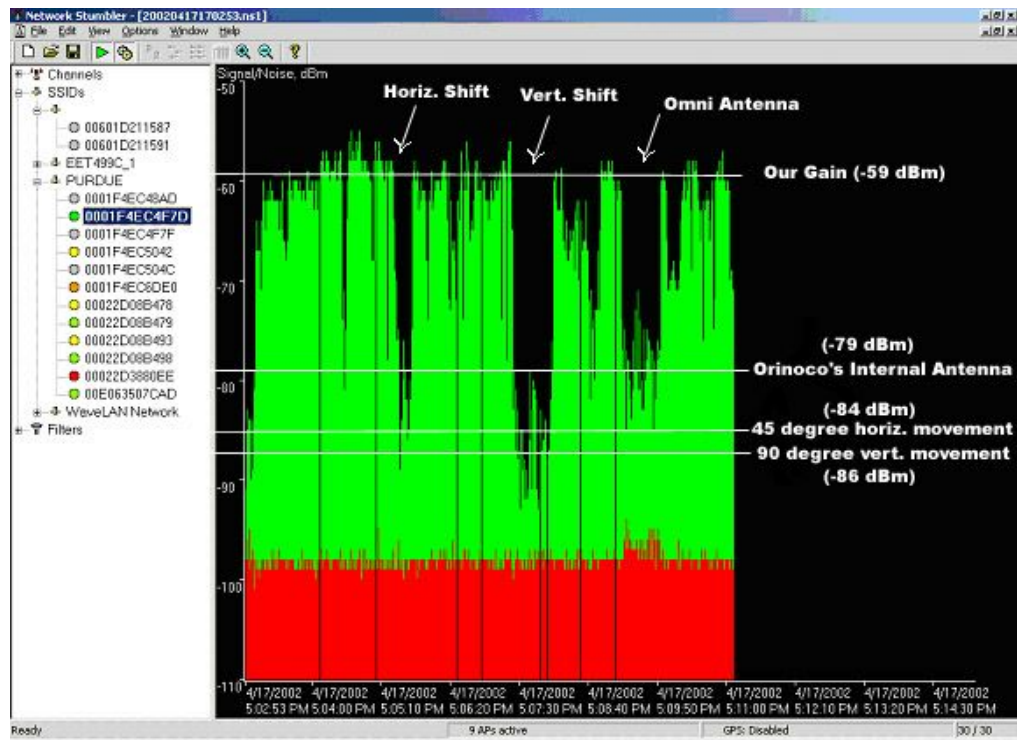 Network Stumbler - [20020417170253.ns1]
File Edit View Options Window Help
Channels
SSIDs
00601D211587
00601D211591
EET499C_1
PURDUE
0001F4EC48AD
0001F4EC4F7D
0001F4EC4F7F
0001F4EC5042
0001F4EC504C
0001F4EC6DE0
00022D08B478
00022D08B479
00022D08B493
00022D08B498
00022D3880EE
00E063507CAD
WaveLAN Network
Filters
Signal/Noise, dBm
-50
Horiz. Shift
Vert. Shift
Omni Antenna
Our Gain (-59 dBm)
-60
-70
(-79 dBm)
Orinoco's Internal Antenna
-80
(-84 dBm)
45 degree horiz. movement
90 degree vert. movement
(-86 dBm)
-90
-100
-110
4/17/2002 4/17/2002 4/17/2002 4/17/2002 4/17/2002 4/17/2002 4/17/2002 4/17/2002 4/17/2002 4/17/2002 4/17/2002
5:02:53 PM 5:04:00 PM 5:05:10 PM 5:06:20 PM 5:07:30 PM 5:08:40 PM 5:09:50 PM 5:11:00 PM 5:12:10 PM 5:13:20 PM 5:14:30 PM
Ready
9 APs active
GPS: Disabled
30 / 30